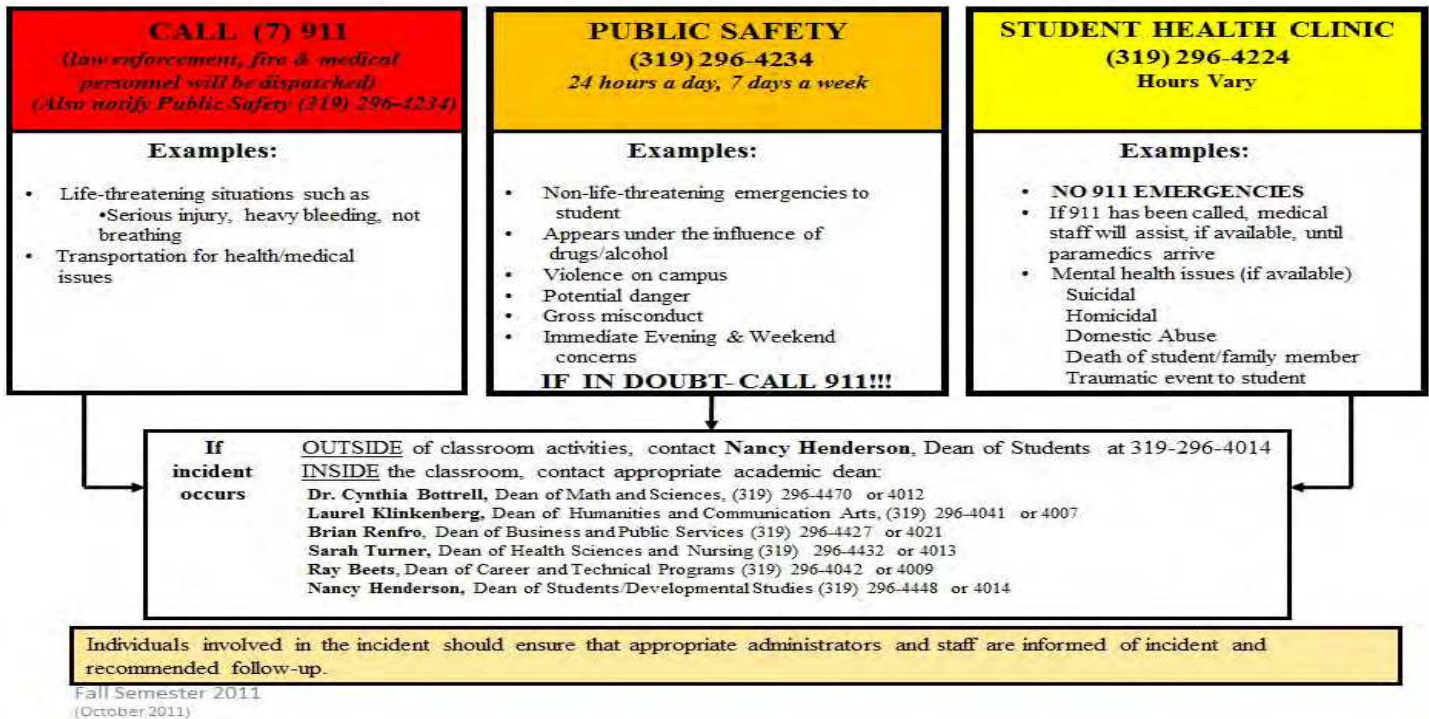 CALL (7) 911
(law enforcement, fire & medical
personnel will be dispatched)
(Also notify Public Safety (319) 296-4234)
Examples:
• Life-threatening situations such as
•Serious injury, heavy bleeding, not
breathing
• Transportation for health/medical
issues
PUBLIC SAFETY
(319) 296-4234
24 hours a day, 7 days a week
Examples:
• Non-life-threatening emergencies to
student
• Appears under the influence of
drugs/alcohol
• Violence on campus
• Potential danger
• Gross misconduct
• Immediate Evening & Weekend
concerns
IF IN DOUBT- CALL 911!!!
STUDENT HEALTH CLINIC
(319) 296-4224
Hours Vary
Examples:
• NO 911 EMERGENCIES
• If 911 has been called, medical
staff will assist, if available, until
paramedics arrive
• Mental health issues (if available)
Suicidal
Homicidal
Domestic Abuse
Death of student/family member
Traumatic event to student
If
incident
occurs
OUTSIDE of classroom activities, contact Nancy Henderson, Dean of Students at 319-296-4014
INSIDE the classroom, contact appropriate academic dean:
Dr. Cynthia Bottrell, Dean of Math and Sciences, (319) 296-4470 or 4012
Laurel Klinkenberg, Dean of Humanities and Communication Arts, (319) 296-4041 or 4007
Brian Renfro, Dean of Business and Public Services (319) 296-4427 or 4021
Sarah Turner, Dean of Health Sciences and Nursing (319) 296-4432 or 4013
Ray Beets, Dean of Career and Technical Programs (319) 296-4042 or 4009
Nancy Henderson, Dean of Students/Developmental Studies (319) 296-4448 or 4014
Individuals involved in the incident should ensure that appropriate administrators and staff are informed of incident and
recommended follow-up.
Fall Semester 2011
(October 2011)